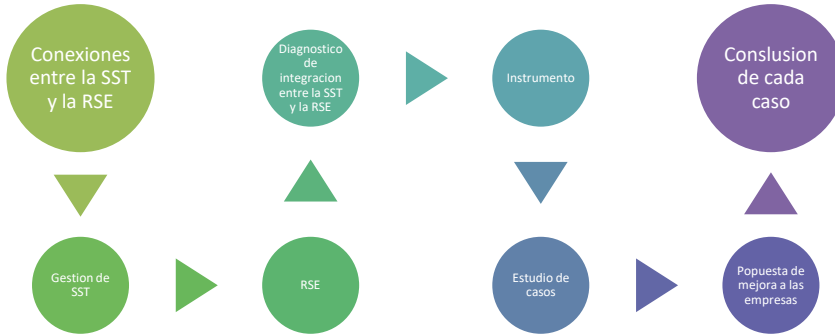 Conexiones
entre la SST
y la RSE
Gestion de
SST
RSE
Diagnostico
de
integracion
entre la SST
y la RSE
Instrumento
Estudio de
casos
Popuesta de
mejora a las
empresas
Conslusion
de cada
caso